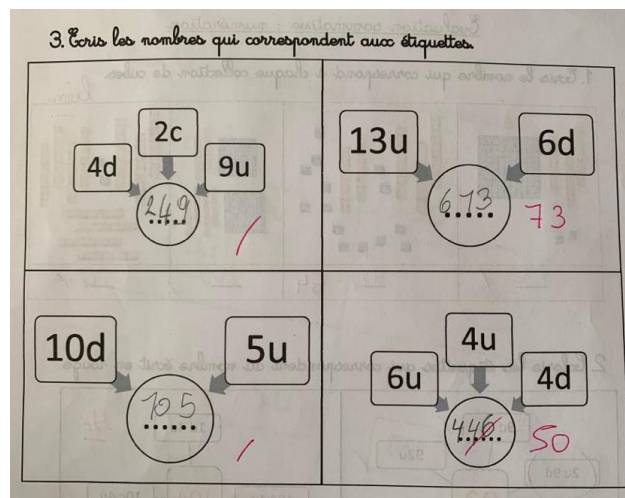 3. Écris les nombres qui correspondent aux étiquettes.
2c
4d
9u
249
13u
6d
673
73
10d
5u
105
4u
6u
4d
446
50